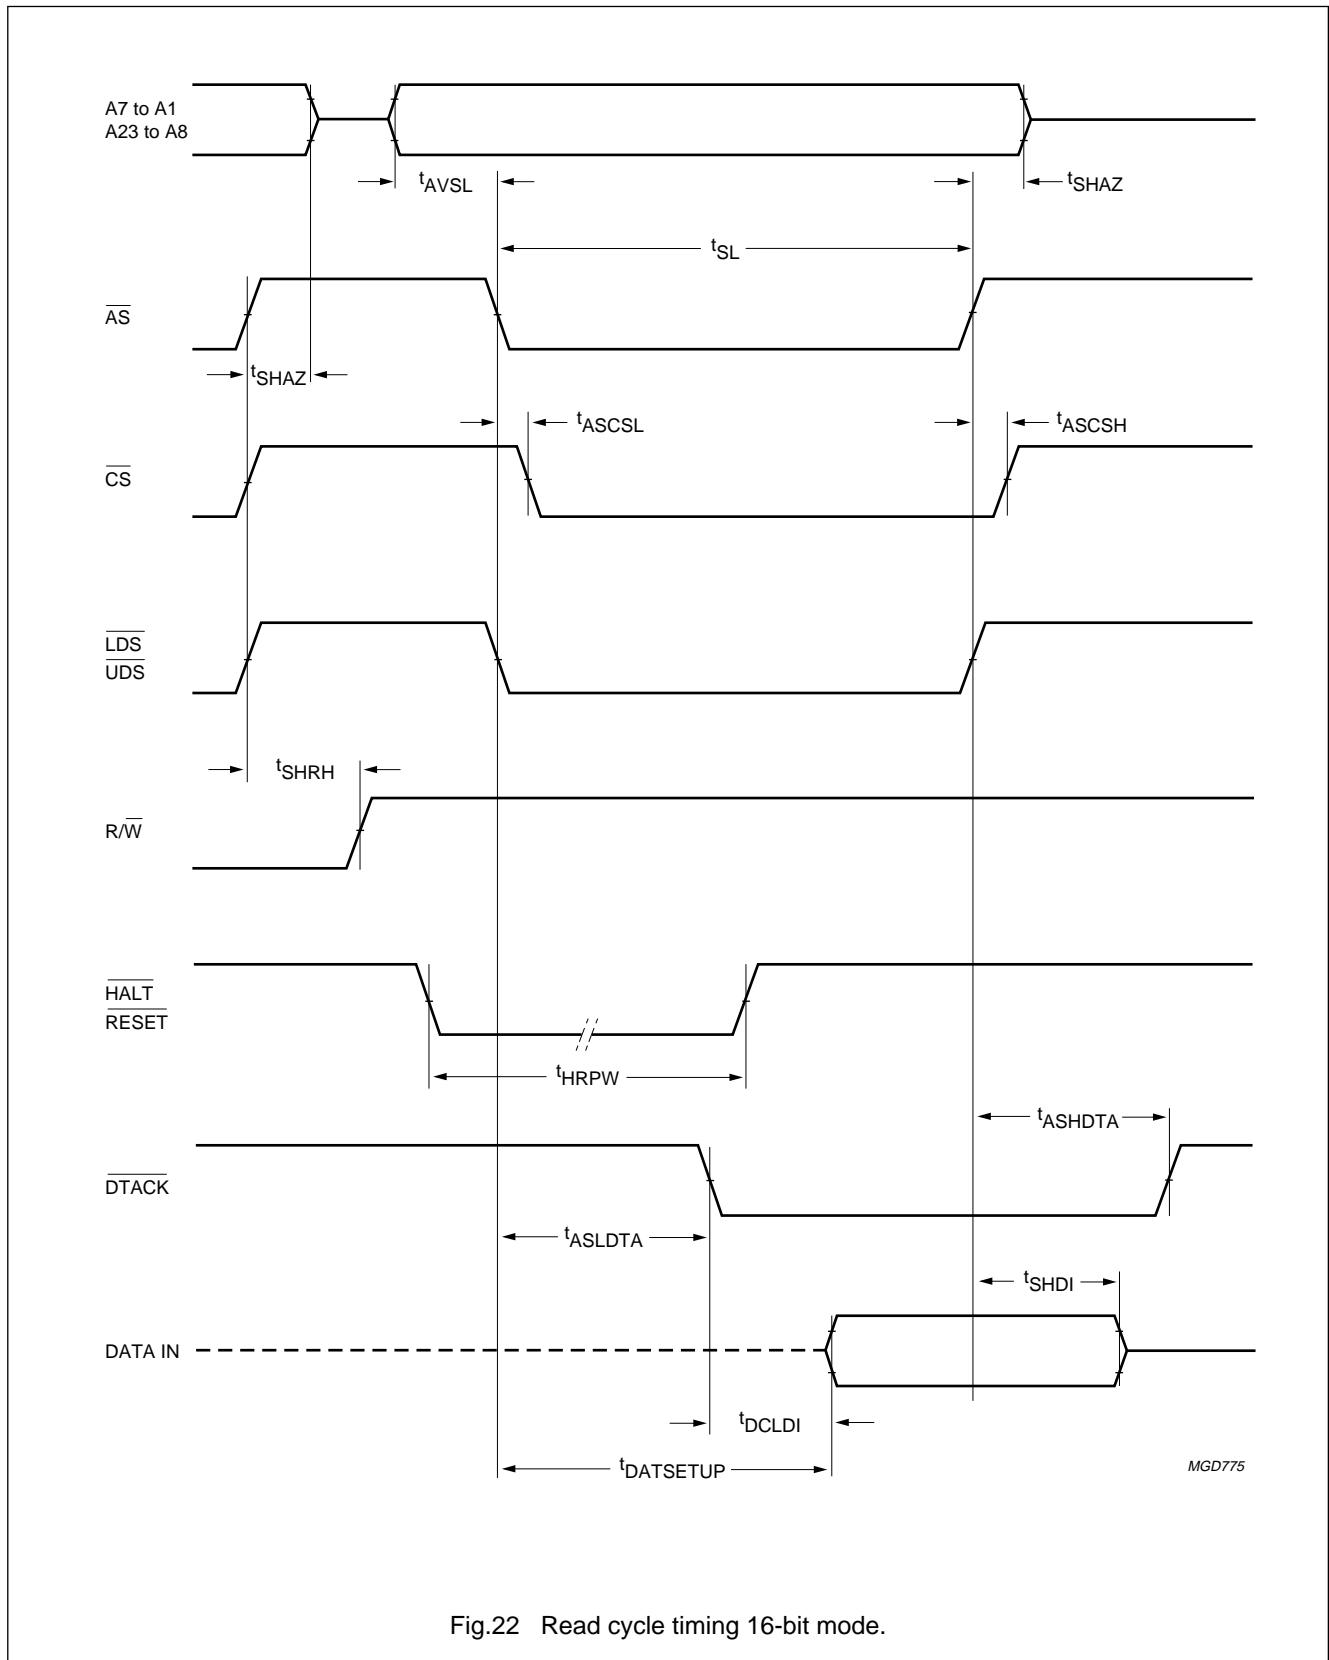 A7 to A1
A23 to A8
tAVSL
tSHAZ
tSL
AS
tSHAZ
tASCSL
tASCSH
CS
LDS
UDS
tSHRH
R/W
HALT
RESET
tHRPW
tASHDTA
DTACK
tASLDTA
tSHDI
DATA IN
tDCLDI
tDATSETUP
MGD775
Fig.22 Read cycle timing 16-bit mode.